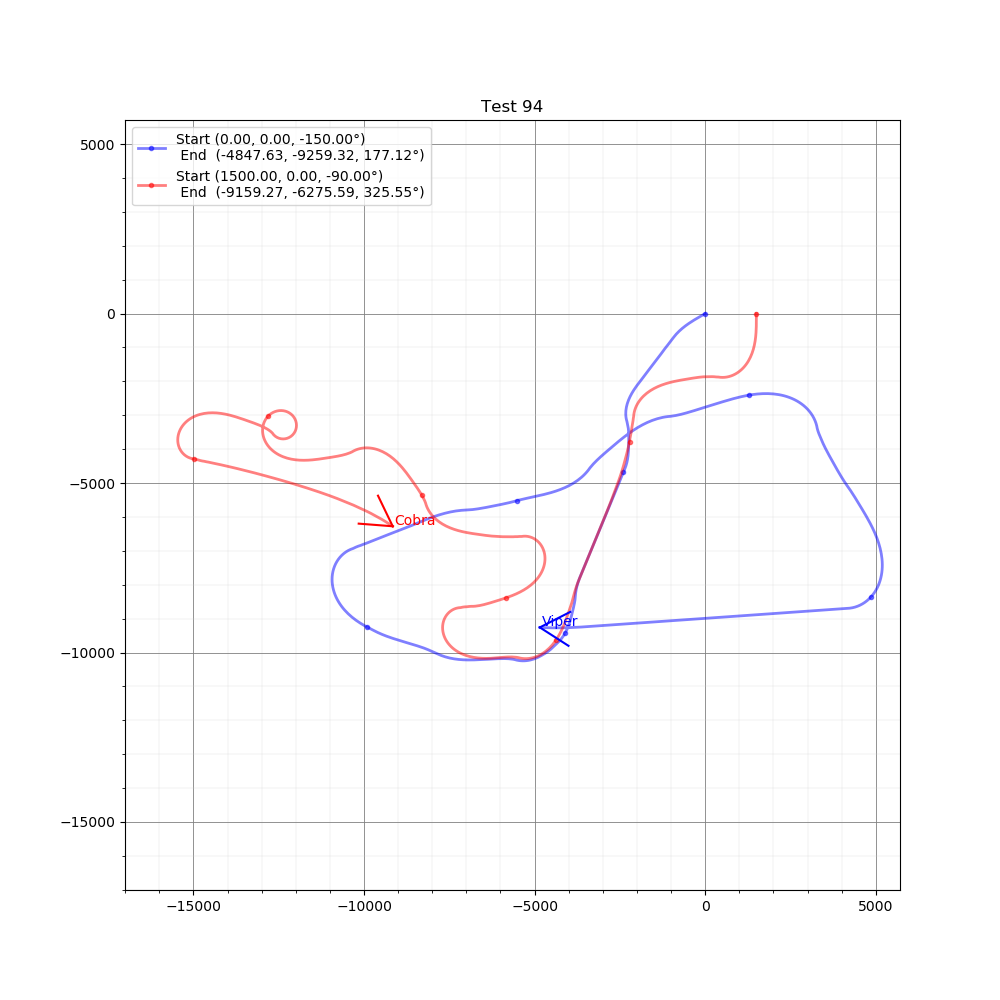 Test 94
Start (0.00, 0.00, -150.00°)
End  (-4847.63, -9259.32, 177.12°)
Start (1500.00, 0.00, -90.00°)
End  (-9159.27, -6275.59, 325.55°)
5000
0
−5000
−10000
−15000
Cobra
Viper
−15000
−10000
−5000
0
5000